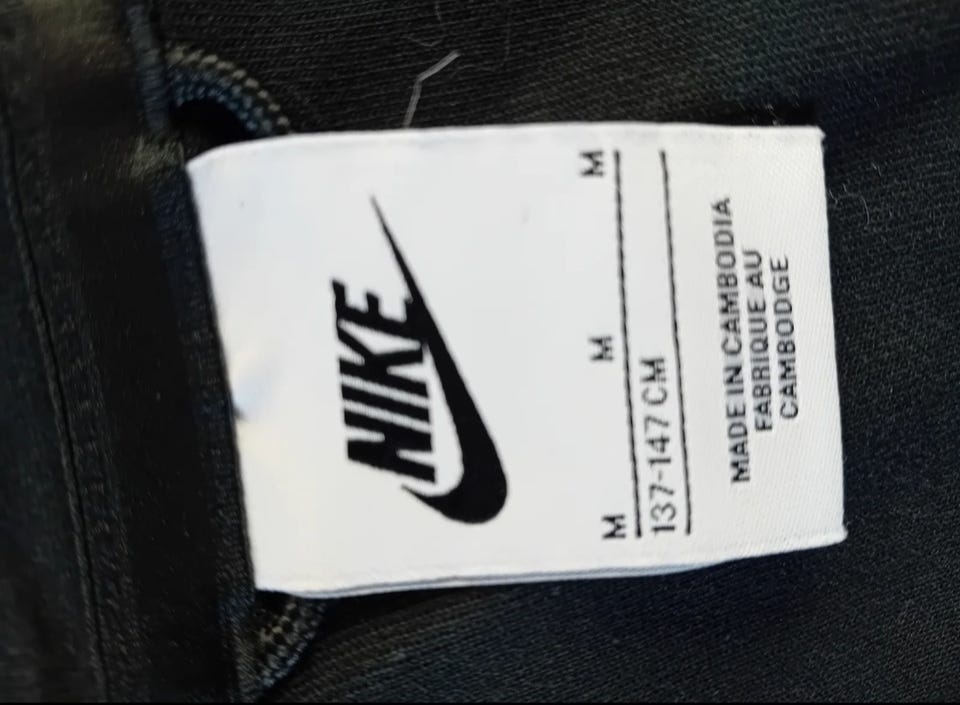 NIKE
M M M
137-147 CM
MADE IN CAMBODIA
FABRIQUE AU
CAMBODGE